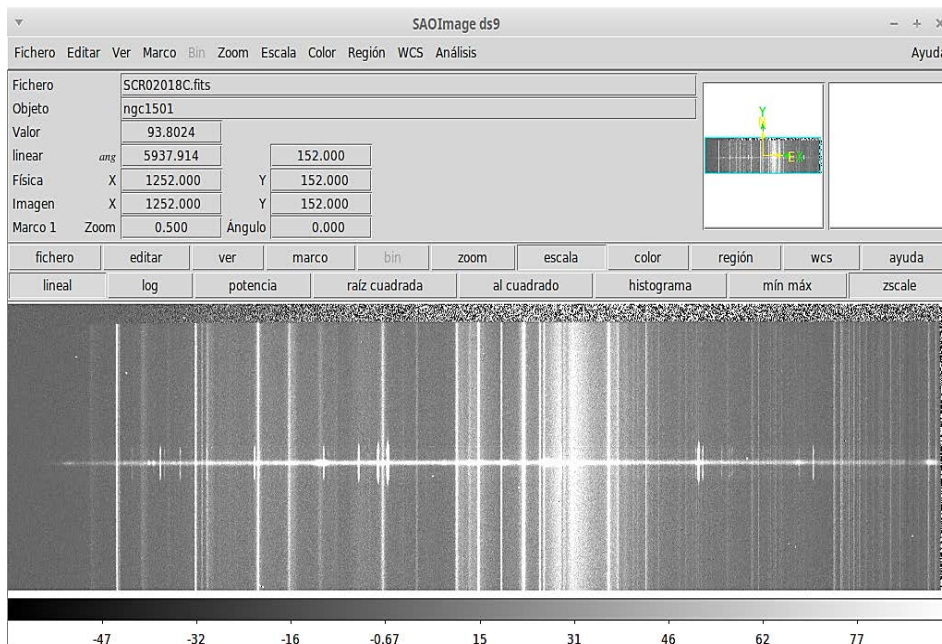 SAOImage ds9
Fichero Editar Ver Marco Bin Zoom Escala Color Región WCS Análisis Ayuda
Fichero SCR02018C.fits
Objeto ngc1501
Valor 93.8024
linear ang 5937.914 152.000
Física X 1252.000 Y 152.000
Imagen X 1252.000 Y 152.000
Marco 1 Zoom 0.500 Ángulo 0.000
Y
N
E X
fichero editar ver marco bin zoom escala color región wcs ayuda
lineal log potencia raíz cuadrada al cuadrado histograma mín máx zscale
-47 -32 -16 -0.67 15 31 46 62 77